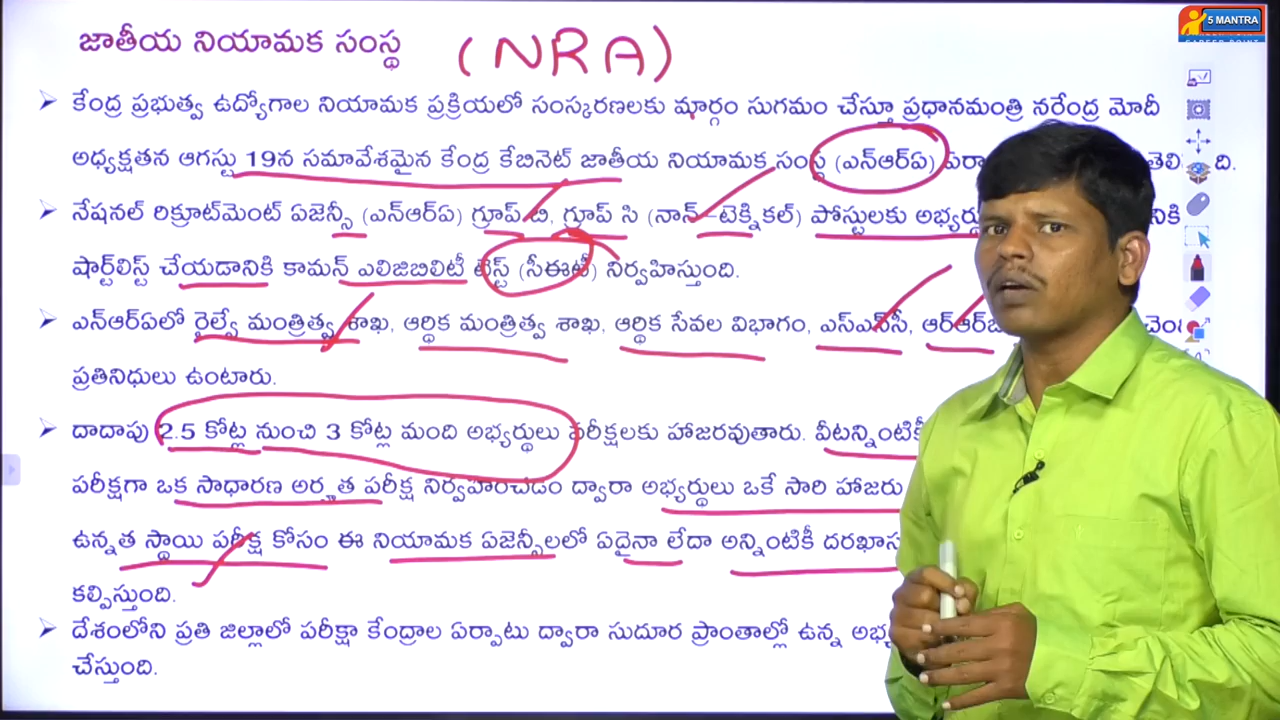 జాతీయ నియామక సంస్థ (NRA)
5 MANTRA
CAREER POINT
➢ కేంద్ర ప్రభుత్వ ఉద్యోగాల నియామక ప్రక్రియలో సంస్కరణలకు మార్గం సుగమం చేస్తూ ప్రధానమంత్రి నరేంద్ర మోదీ
అధ్యక్షతన ఆగస్టు 19న సమావేశమైన కేంద్ర కేబినెట్ జాతీయ నియామక సంస్థ (ఎన్ఆర్ఏ)
➢ నేషనల్ రిక్రూట్‌మెంట్ ఏజెన్సీ (ఎన్ఆర్ఏ) గ్రూప్ బి, గ్రూప్ సి (నాన్-టెక్నికల్) పోస్టులకు
షార్ట్‌లిస్ట్ చేయడానికి కామన్ ఎలిజిబిలిటీ టెస్ట్ (సీఈటీ) నిర్వహిస్తుంది.
➢ ఎన్ఆర్ఏలో రైల్వే మంత్రిత్వ శాఖ, ఆర్థిక మంత్రిత్వ శాఖ, ఆర్థిక సేవల విభాగం, ఎస్ఎస్‌సీ,
ప్రతినిధులు ఉంటారు.
➢ దాదాపు 2.5 కోట్ల నుంచి 3 కోట్ల మంది అభ్యర్థులు పరీక్షలకు హాజరవుతారు. వీటన్నింటికీ
పరీక్షగా ఒక సాధారణ అర్హత పరీక్ష నిర్వహించడం ద్వారా అభ్యర్థులు ఒకే సారి హాజరు
ఉన్నత స్థాయి పరీక్ష కోసం ఈ నియామక ఏజెన్సీలలో ఏదైనా లేదా అన్నింటికీ
కల్పిస్తుంది.
➢ దేశంలోని ప్రతి జిల్లాలో పరీక్షా కేంద్రాల ఏర్పాటు ద్వారా సుదూర ప్రాంతాల్లో ఉన్న
చేస్తుంది.